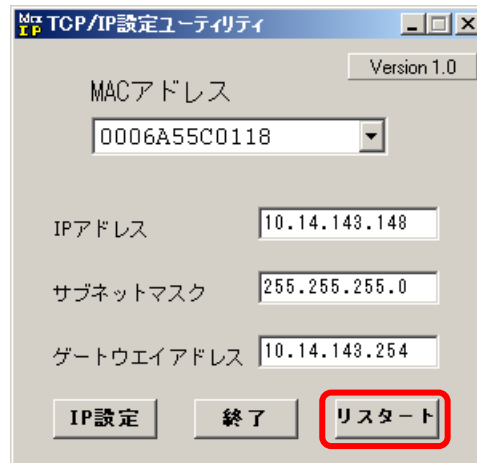 TCP/IP設定ユーティリティ
Version 1.0
MACアドレス
0006A55C0118
IPアドレス
10.14.143.148
サブネットマスク
255.255.255.0
ゲートウエイアドレス
10.14.143.254
IP設定
終了
リスタート